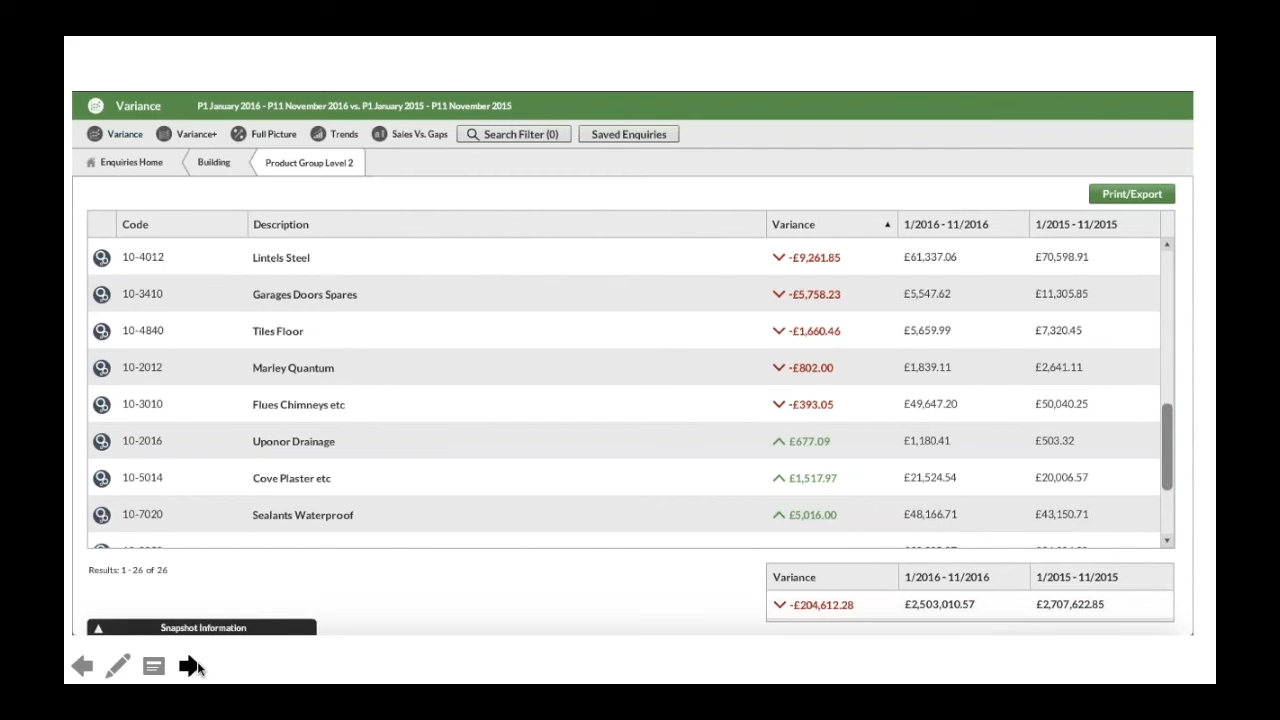 Variance P1 January 2016 - P11 November 2016 vs. P1 January 2015 - P11 November 2015
Variance Variance+ Full Picture Trends Sales Vs. Gaps Search Filter (0) Saved Enquiries
Enquiries Home Building Product Group Level 2
Print/Export
Code Description Variance 1/2016 - 11/2016 1/2015 - 11/2015
10-4012 Lintels Steel -£9,261.85 £61,337.06 £70,598.91
10-3410 Garages Doors Spares -£5,758.23 £5,547.62 £11,305.85
10-4840 Tiles Floor -£1,660.46 £5,659.99 £7,320.45
10-2012 Marley Quantum -£802.00 £1,839.11 £2,641.11
10-3010 Flues Chimneys etc -£393.05 £49,647.20 £50,040.25
10-2016 Uponor Drainage £677.09 £1,180.41 £503.32
10-5014 Cove Plaster etc £1,517.97 £21,524.54 £20,006.57
10-7020 Sealants Waterproof £5,016.00 £48,166.71 £43,150.71
Results: 1 - 26 of 26
Variance 1/2016 - 11/2016 1/2015 - 11/2015
-£204,612.28 £2,503,010.57 £2,707,622.85
Snapshot Information